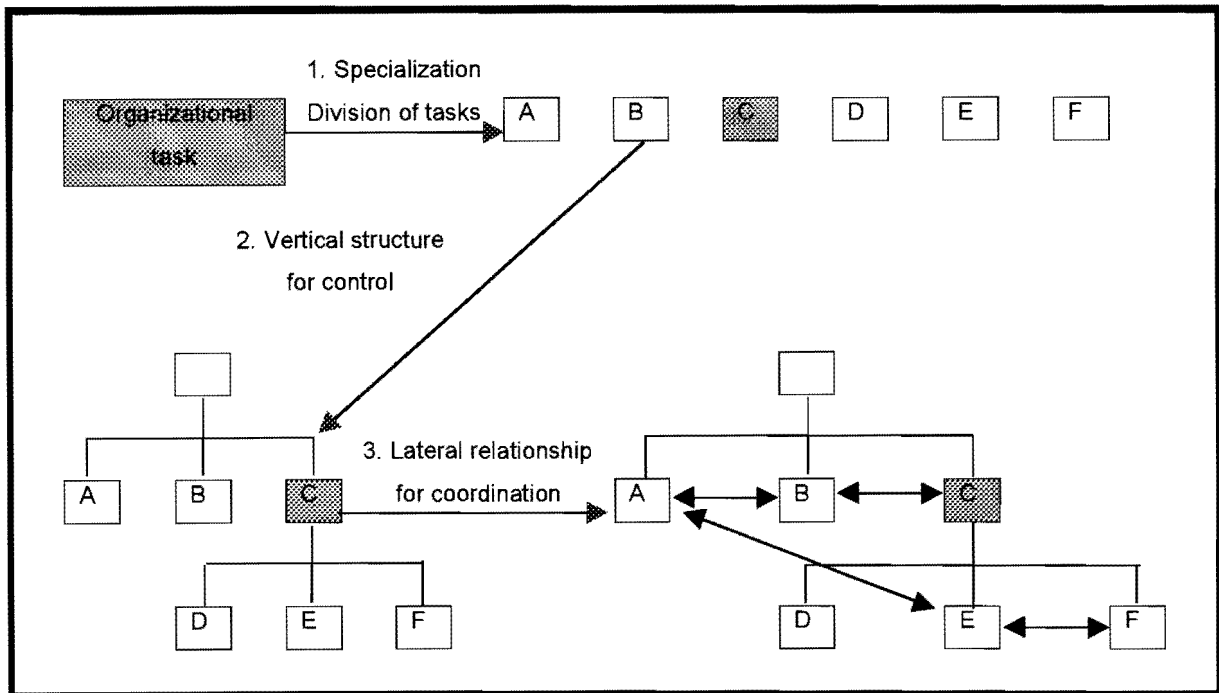 1. Specialization
Organizational
Division of tasks
task
A
B
C
D
E
F
2. Vertical structure
for control
3. Lateral relationship
for coordination
A
B
C
D
E
F
A
B
C
D
E
F